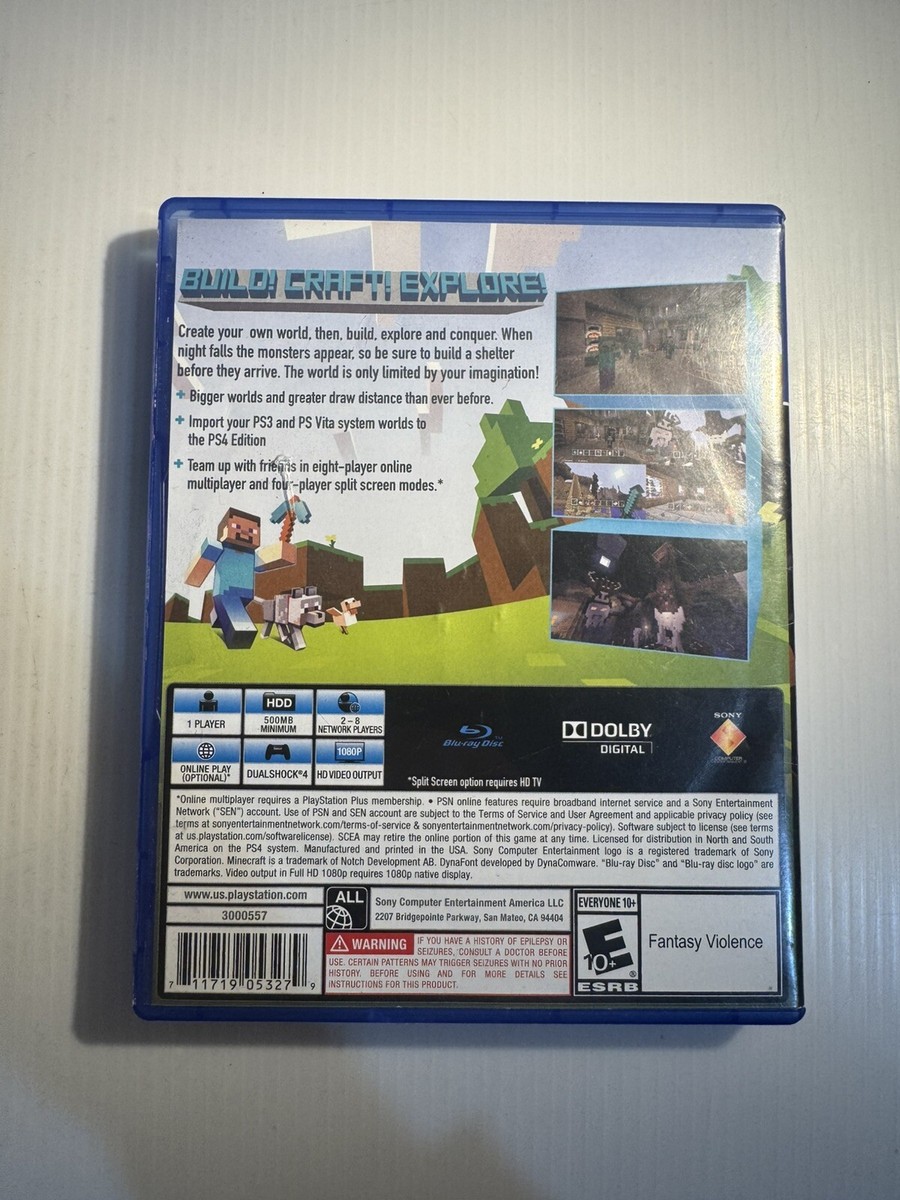 BUILD! CRAFT! EXPLORE!
Create your own world, then, build, explore and conquer. When
night falls the monsters appear, so be sure to build a shelter
before they arrive. The world is only limited by your imagination!
+ Bigger worlds and greater draw distance than ever before.
+ Import your PS3 and PS Vita system worlds to
the PS4 Edition
+ Team up with friends in eight-player online
multiplayer and four-player split screen modes.*
1 PLAYER
HDD
500MB
MINIMUM
2 – 8
NETWORK PLAYERS
ONLINE PLAY
(OPTIONAL)*
DUALSHOCK®4
1080P
HD VIDEO OUTPUT
Blu-ray Disc™
DOLBY
DIGITAL
SONY
COMPUTER
ENTERTAINMENT
*Split Screen option requires HD TV
*Online multiplayer requires a PlayStation Plus membership. • PSN online features require broadband internet service and a Sony Entertainment
Network ("SEN") account. Use of PSN and SEN account are subject to the Terms of Service and User Agreement and applicable privacy policy (see
terms at sonyentertainmentnetwork.com/terms-of-service & sonyentertainmentnetwork.com/privacy-policy). Software subject to license (see terms
at us.playstation.com/softwarelicense). SCEA may retire the online portion of this game at any time. Licensed for distribution in North and South
America on the PS4 system. Manufactured and printed in the USA. Sony Computer Entertainment logo is a registered trademark of Sony
Corporation. Minecraft is a trademark of Notch Development AB. DynaFont developed by DynaComware. "Blu-ray Disc" and "Blu-ray disc logo" are
trademarks. Video output in Full HD 1080p requires 1080p native display.
www.us.playstation.com
3000557
7 11719 05327 9
ALL
Sony Computer Entertainment America LLC
2207 Bridgepointe Parkway, San Mateo, CA 94404
WARNING IF YOU HAVE A HISTORY OF EPILEPSY OR
SEIZURES, CONSULT A DOCTOR BEFORE
USE. CERTAIN PATTERNS MAY TRIGGER SEIZURES WITH NO PRIOR
HISTORY. BEFORE USING AND FOR MORE DETAILS SEE
INSTRUCTIONS FOR THIS PRODUCT.
EVERYONE 10+
E
10+
®
ESRB
Fantasy Violence